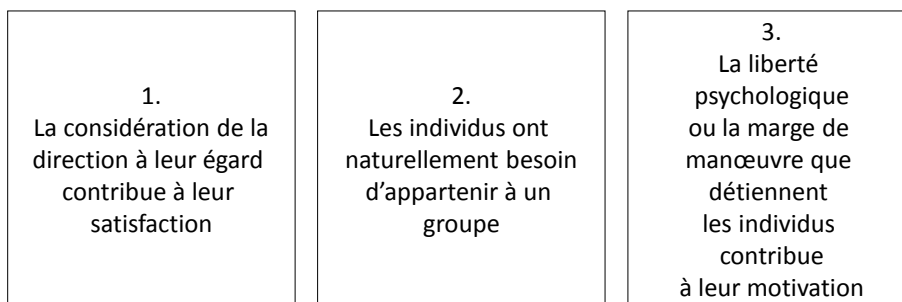 1.
La considération de la
direction à leur égard
contribue à leur
satisfaction
2.
Les individus ont
naturellement besoin
d’appartenir à un
groupe
3.
La liberté
psychologique
ou la marge de
manœuvre que
détiennent
les individus
contribue
à leur motivation